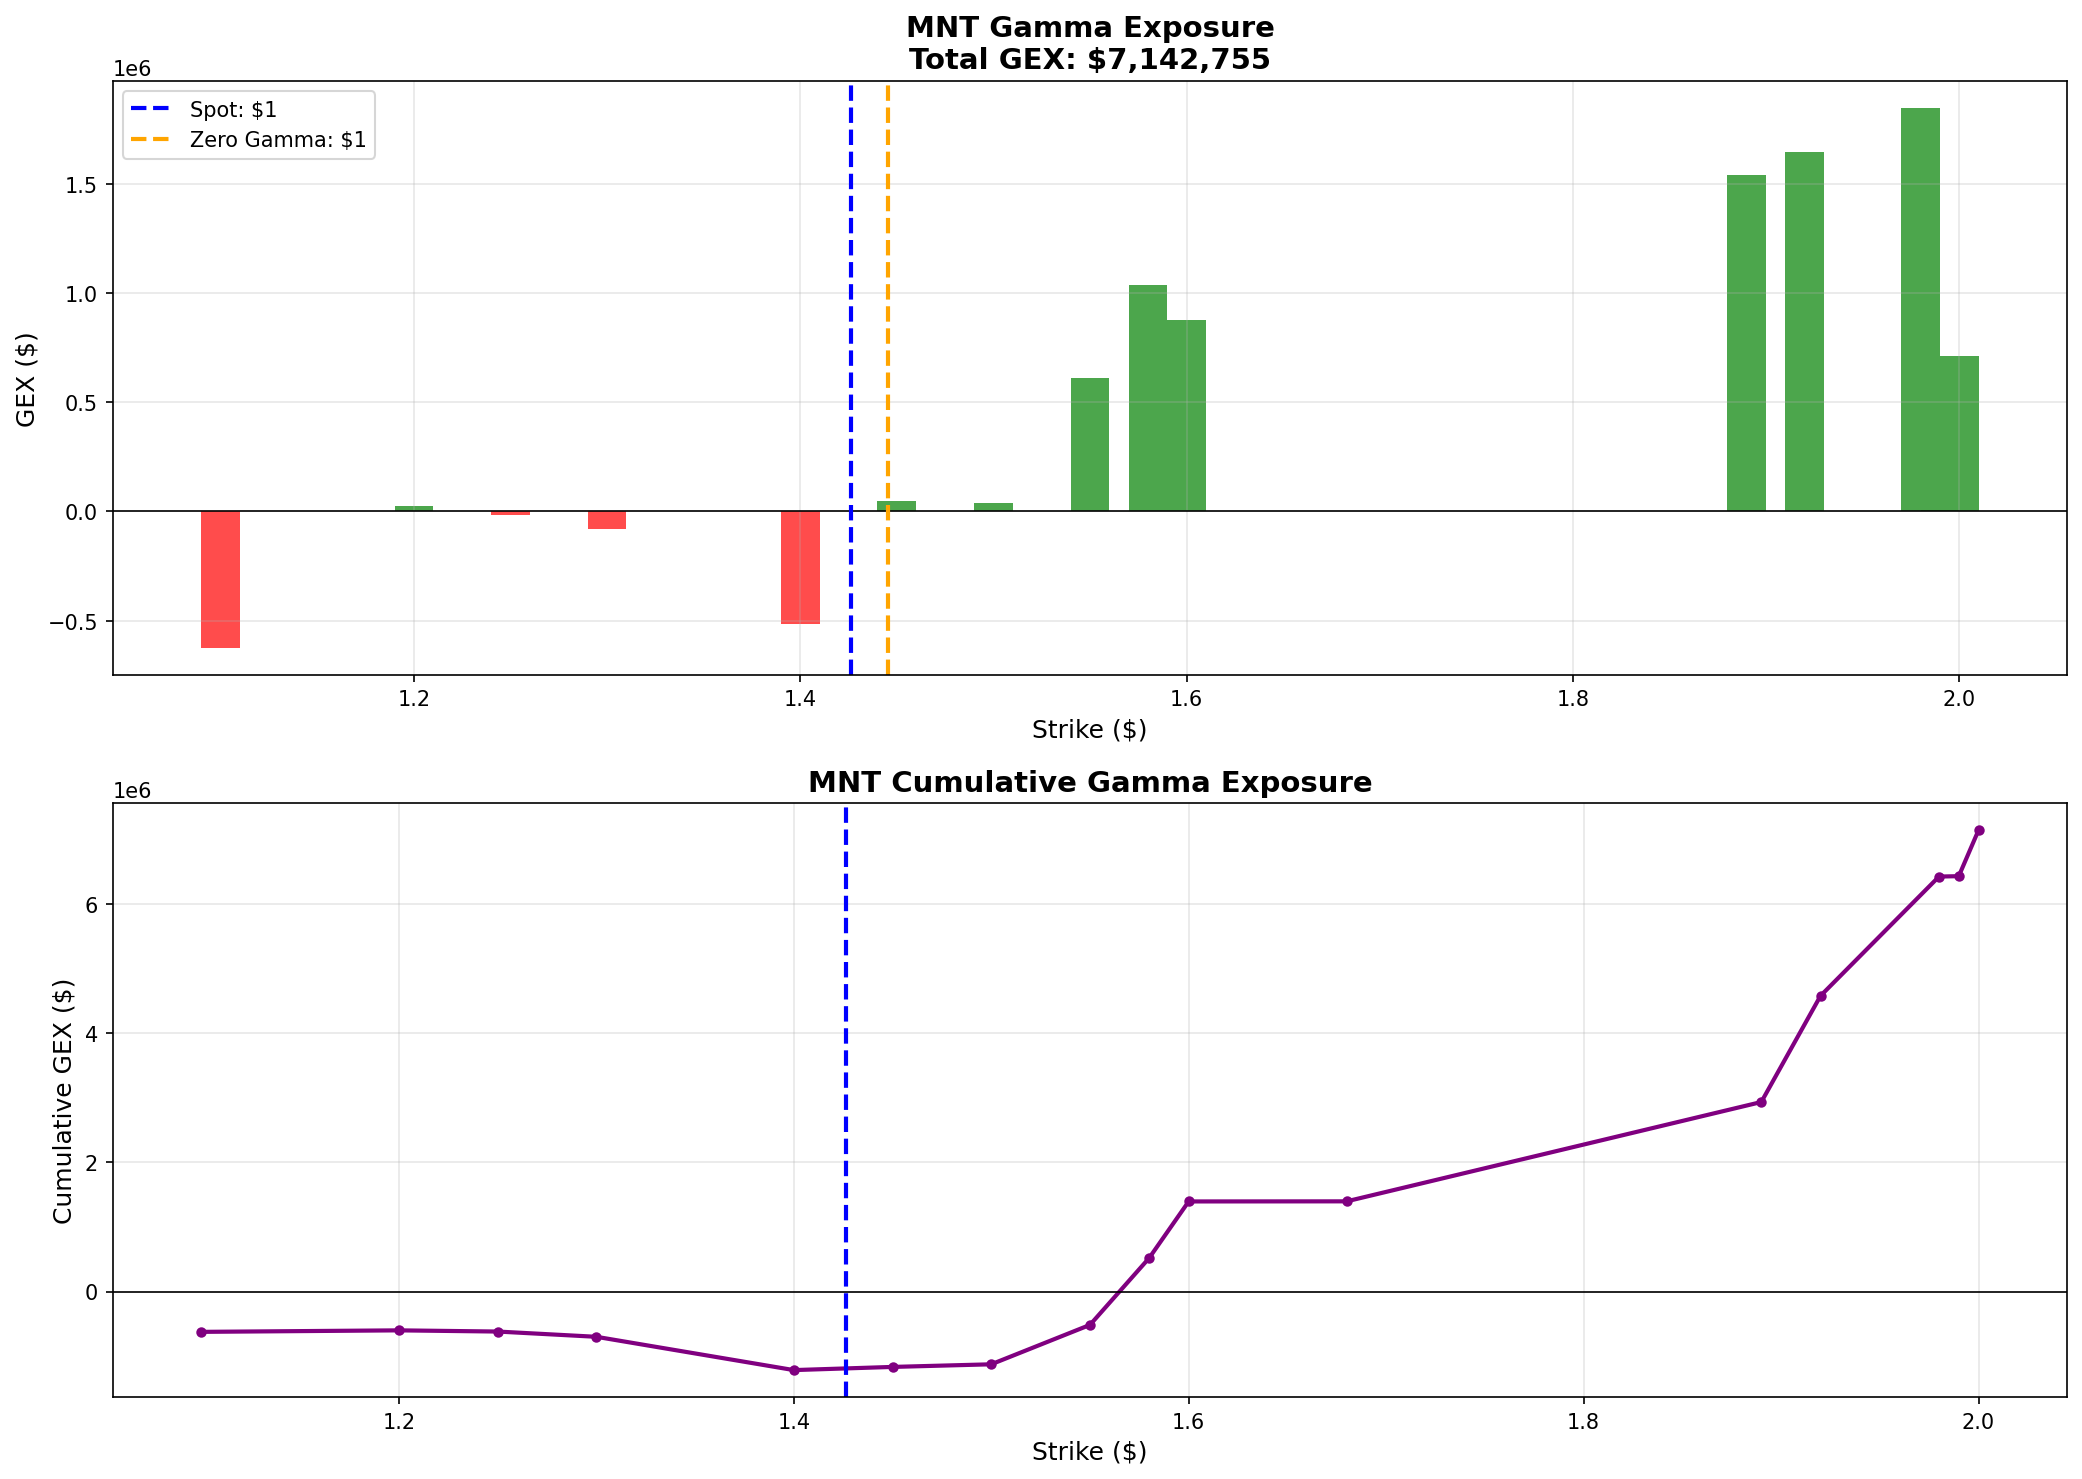 MNT Gamma Exposure
Total GEX: $7,142,755
1e6
Spot: $1
Zero Gamma: $1
GEX ($)
1.5
1.0
0.5
0.0
−0.5
1.2 1.4 1.6 1.8 2.0
Strike ($)
MNT Cumulative Gamma Exposure
1e6
Cumulative GEX ($)
6
4
2
0
1.2 1.4 1.6 1.8 2.0
Strike ($)